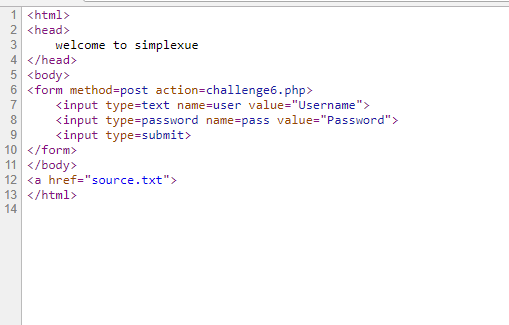 1 <html>
2 <head>
3 welcome to simplexue
4 </head>
5 <body>
6 <form method=post action=challenge6.php>
7 <input type=text name=user value="Username">
8 <input type=password name=pass value="Password">
9 <input type=submit>
10 </form>
11 </body>
12 <a href="source.txt">
13 </html>
14